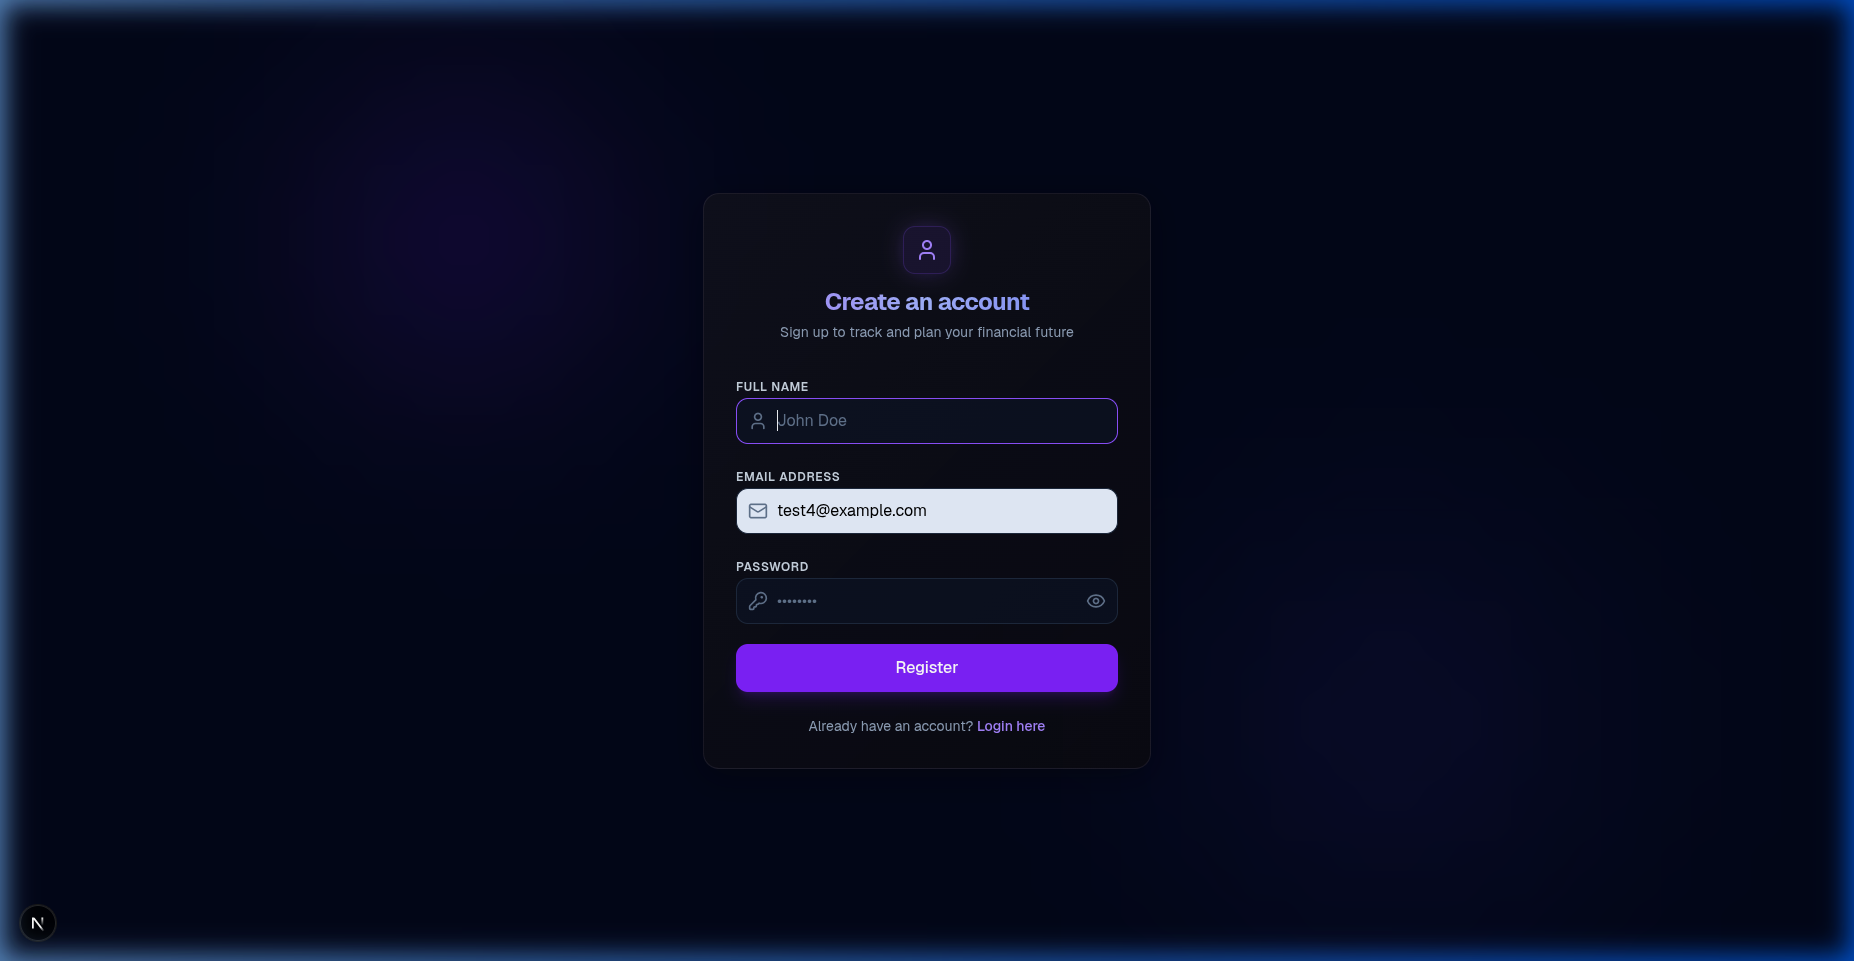 Create an account
Sign up to track and plan your financial future
FULL NAME
John Doe
EMAIL ADDRESS
test4@example.com
PASSWORD
••••••••
Register
Already have an account? Login here
N